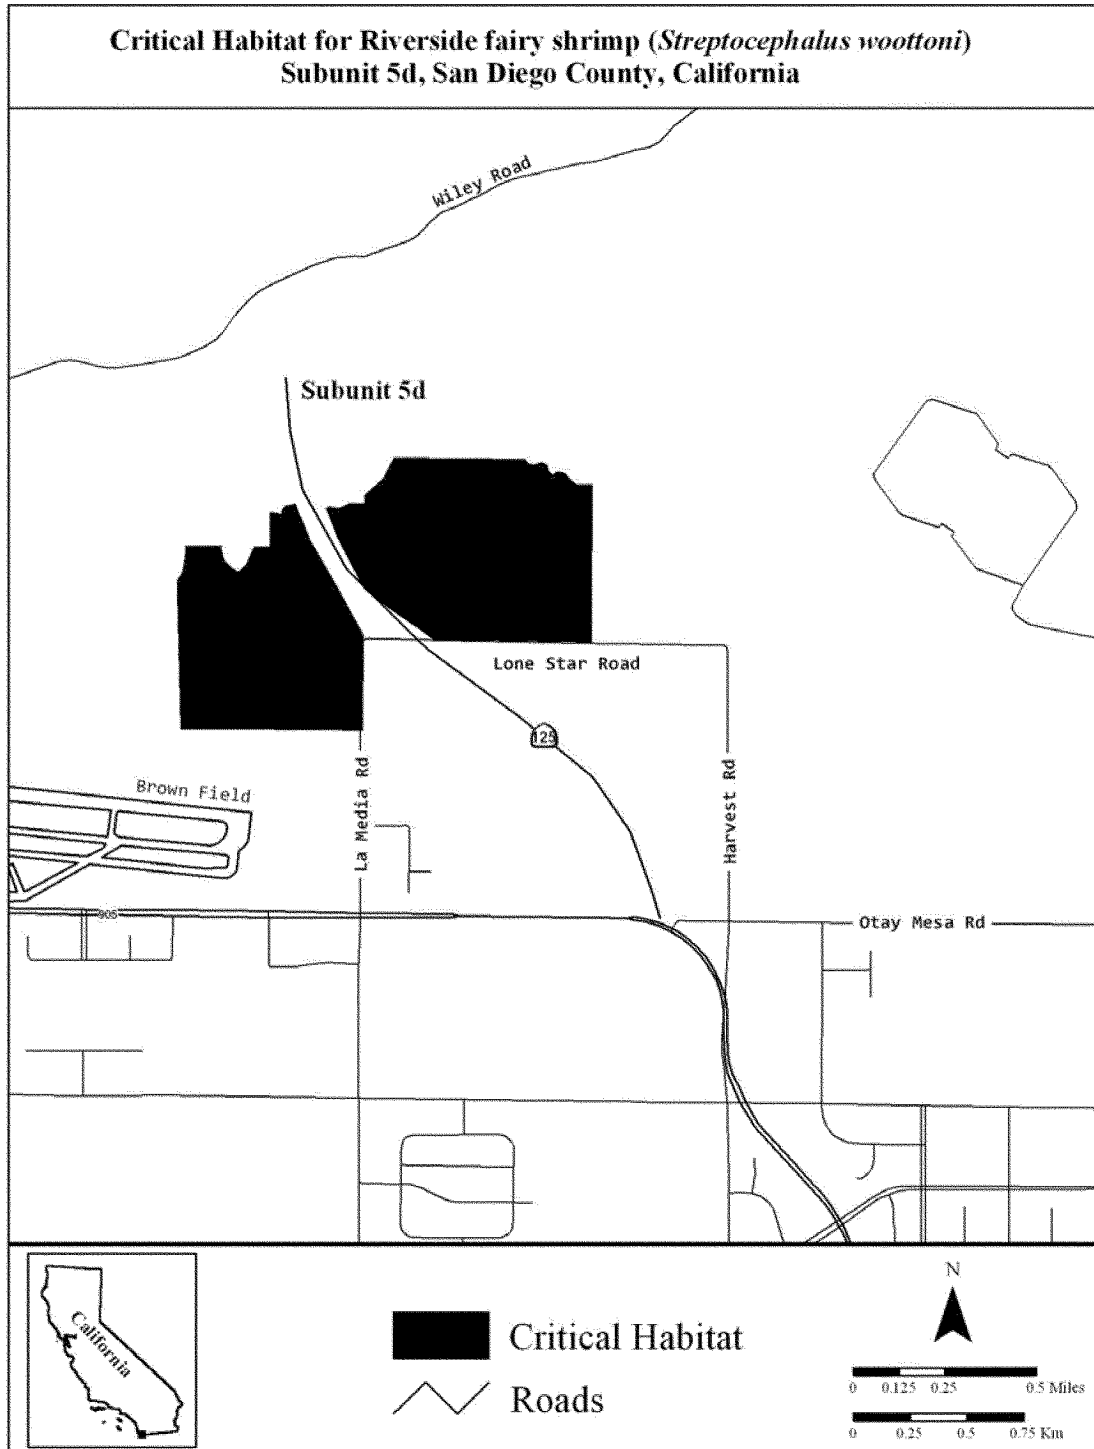 Critical Habitat for Riverside fairy shrimp (Streptocephalus woottoni)
Subunit 5d, San Diego County, California
Wiley Road
Subunit 5d
Lone Star Road
125
Brown Field
La Media Rd
Harvest Rd
905
Otay Mesa Rd
California
Critical Habitat
Roads
N
0 0.125 0.25 0.5 Miles
0 0.25 0.5 0.75 Km